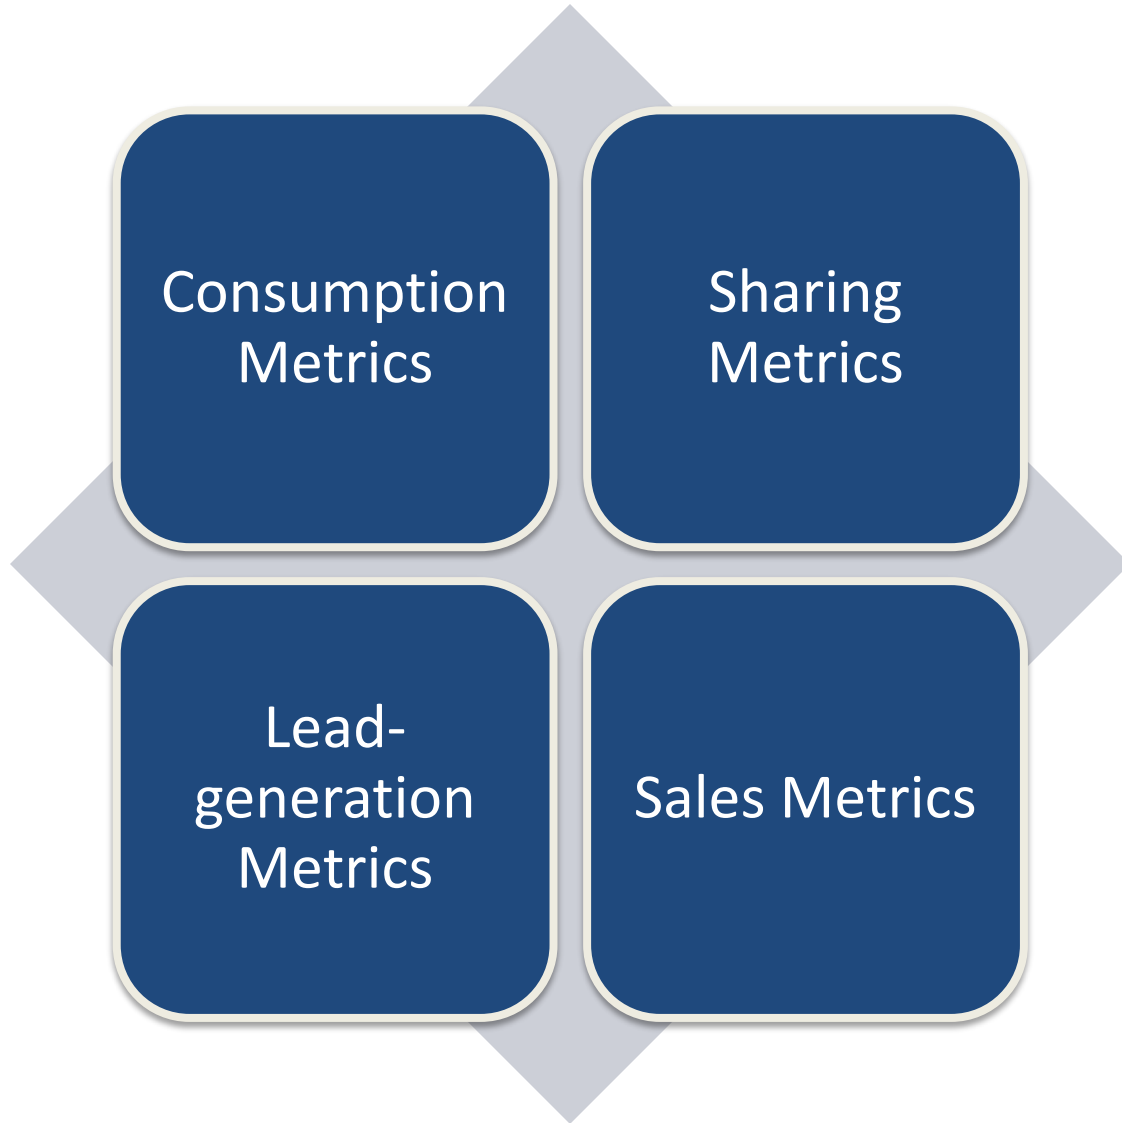 Consumption
Metrics
Sharing
Metrics
Lead-
generation
Metrics
Sales Metrics